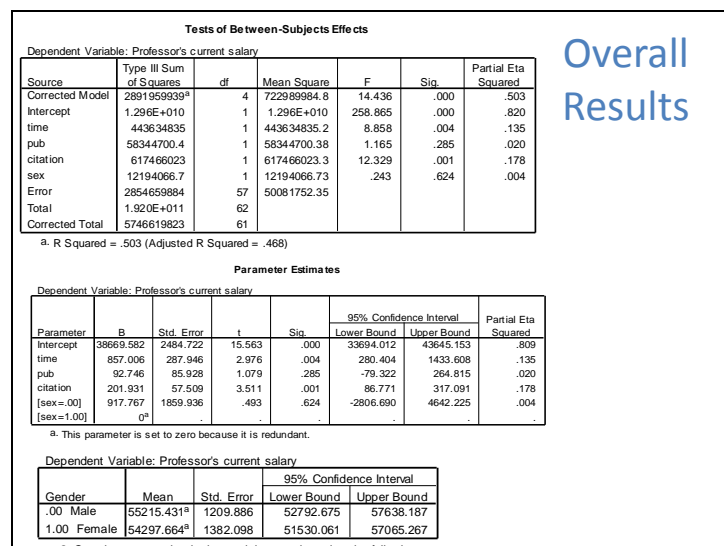 Overall
Results
Tests of Between-Subjects Effects
Dependent Variable: Professor's current salary
Source Type III Sum of Squares df Mean Square F Sig. Partial Eta Squared
Corrected Model 2891959939a 4 722989984.8 14.436 .000 .503
Intercept 1.296E+010 1 1.296E+010 258.865 .000 .820
time 443634835 1 443634835.2 8.858 .004 .135
pub 58344700.4 1 58344700.38 1.165 .285 .020
citation 617466023 1 617466023.3 12.329 .001 .178
sex 12194066.7 1 12194066.73 .243 .624 .004
Error 2854659884 57 50081752.35
Total 1.920E+011 62
Corrected Total 5746619823 61
a. R Squared = .503 (Adjusted R Squared = .468)
Parameter Estimates
Dependent Variable: Professor's current salary
95% Confidence Interval
Parameter B Std. Error t Sig. Lower Bound Upper Bound Partial Eta Squared
Intercept 38669.582 2484.722 15.563 .000 33694.012 43645.153 .809
time 857.006 287.946 2.976 .004 280.404 1433.608 .135
pub 92.746 85.928 1.079 .285 -79.322 264.815 .020
citation 201.931 57.509 3.511 .001 86.771 317.091 .178
[sex=.00] 917.767 1859.936 .493 .624 -2806.690 4642.225 .004
[sex=1.00] 0a . . . . . .
a. This parameter is set to zero because it is redundant.
Dependent Variable: Professor's current salary
95% Confidence Interval
Gender Mean Std. Error Lower Bound Upper Bound
.00 Male 55215.431a 1209.886 52792.675 57638.187
1.00 Female 54297.664a 1382.098 51530.061 57065.267